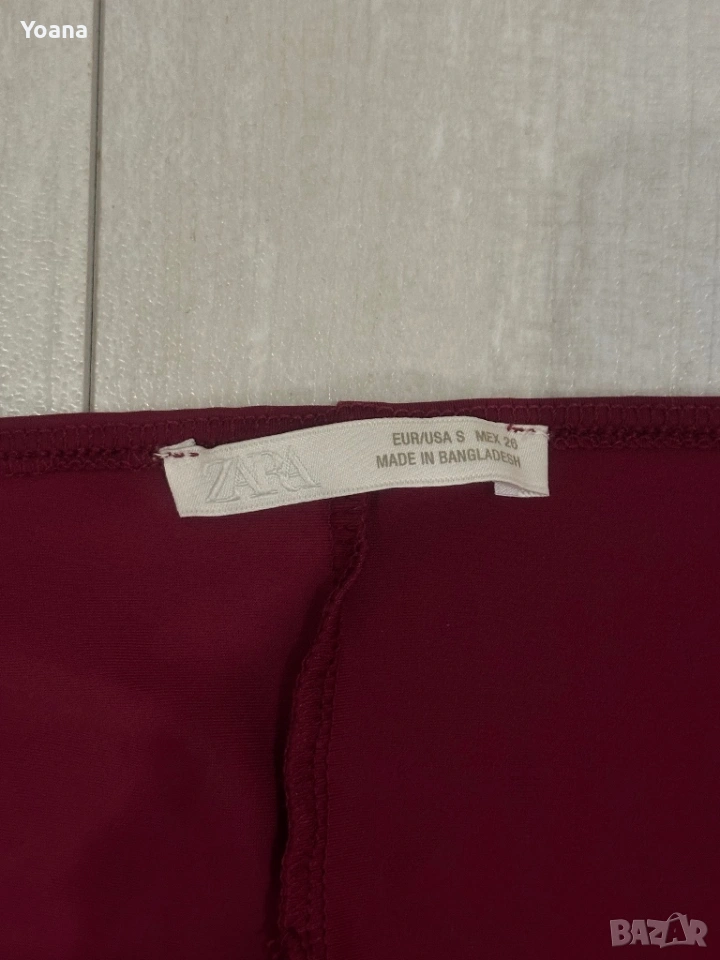 Yoana
ZARA
EUR/USA S MEX 26
MADE IN BANGLADESH
BAZAR